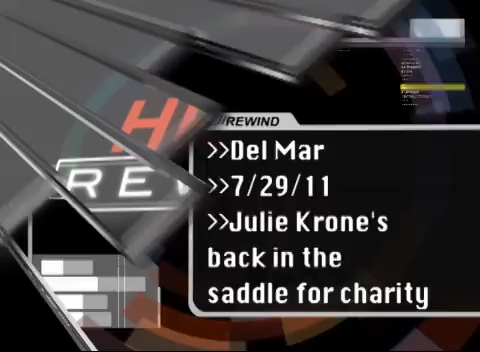 REWIND
>>Del Mar
>>7/29/11
>>Julie Krone's
back in the
saddle for charity